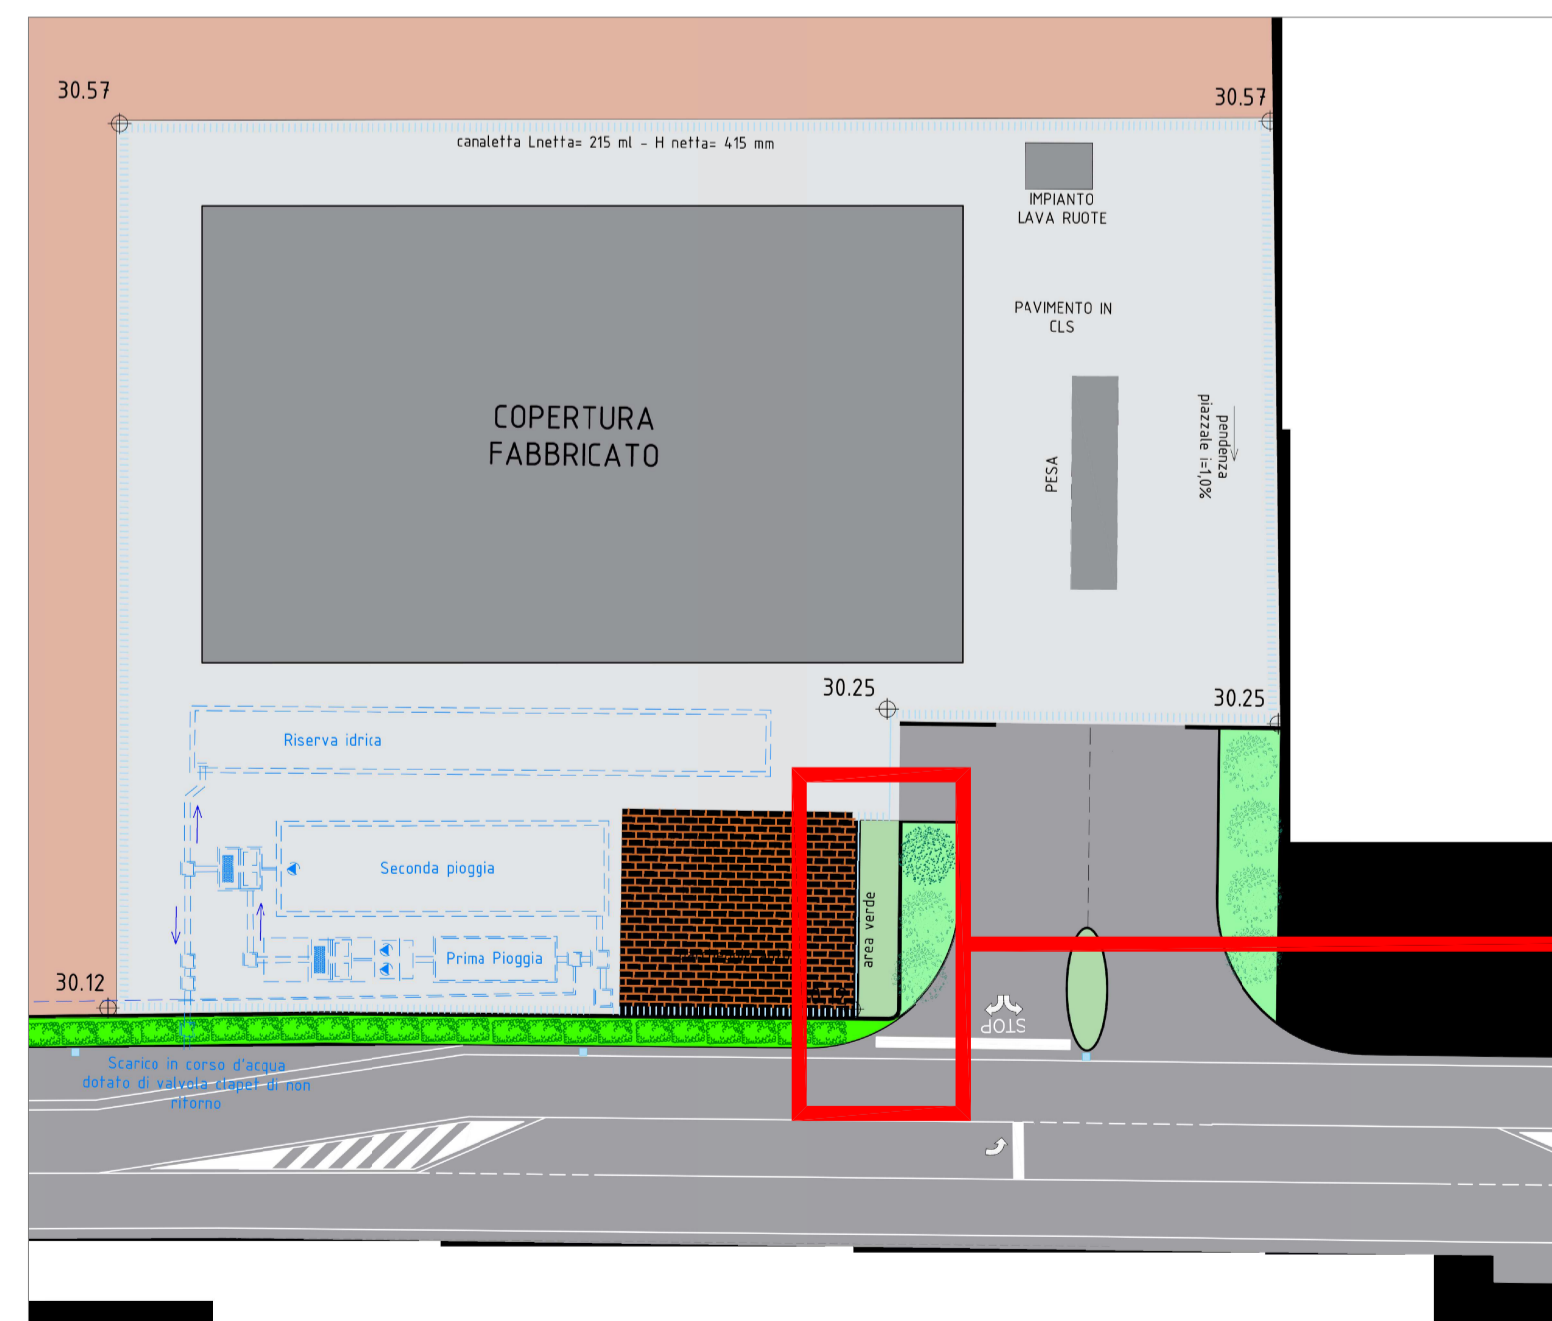 30.57
30.57
canaletta Lnetta= 215 ml - H netta= 415 mm
IMPIANTO
LAVA RUOTE
PAVIMENTO IN
CLS
COPERTURA
FABBRICATO
PESA
pendenza
piazzale i=1,0%
30.25
30.25
Riserva idrica
Seconda pioggia
area verde
Prima Pioggia
30.12
STOP
Scarico in corso d'acqua
dotato di valvola clapet di non
ritorno